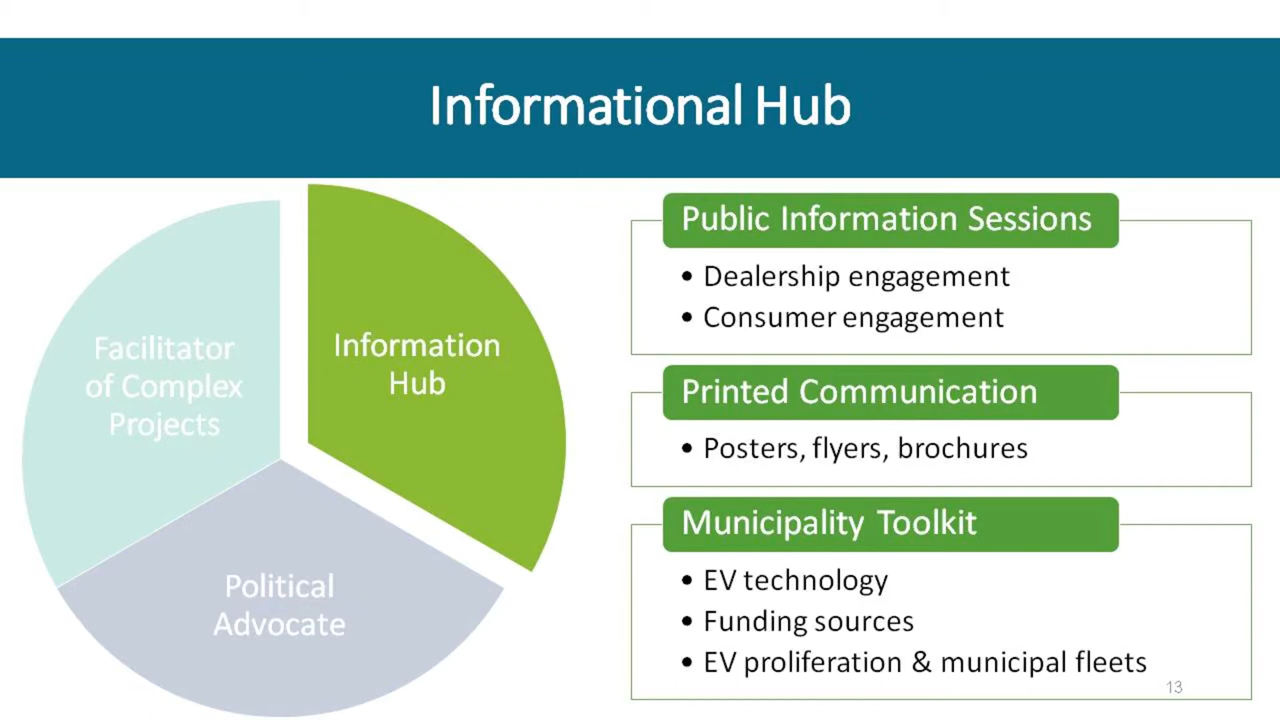 Informational Hub
Facilitator
of Complex
Projects
Information
Hub
Political
Advocate
Public Information Sessions
• Dealership engagement
• Consumer engagement
Printed Communication
• Posters, flyers, brochures
Municipality Toolkit
• EV technology
• Funding sources
• EV proliferation & municipal fleets
13